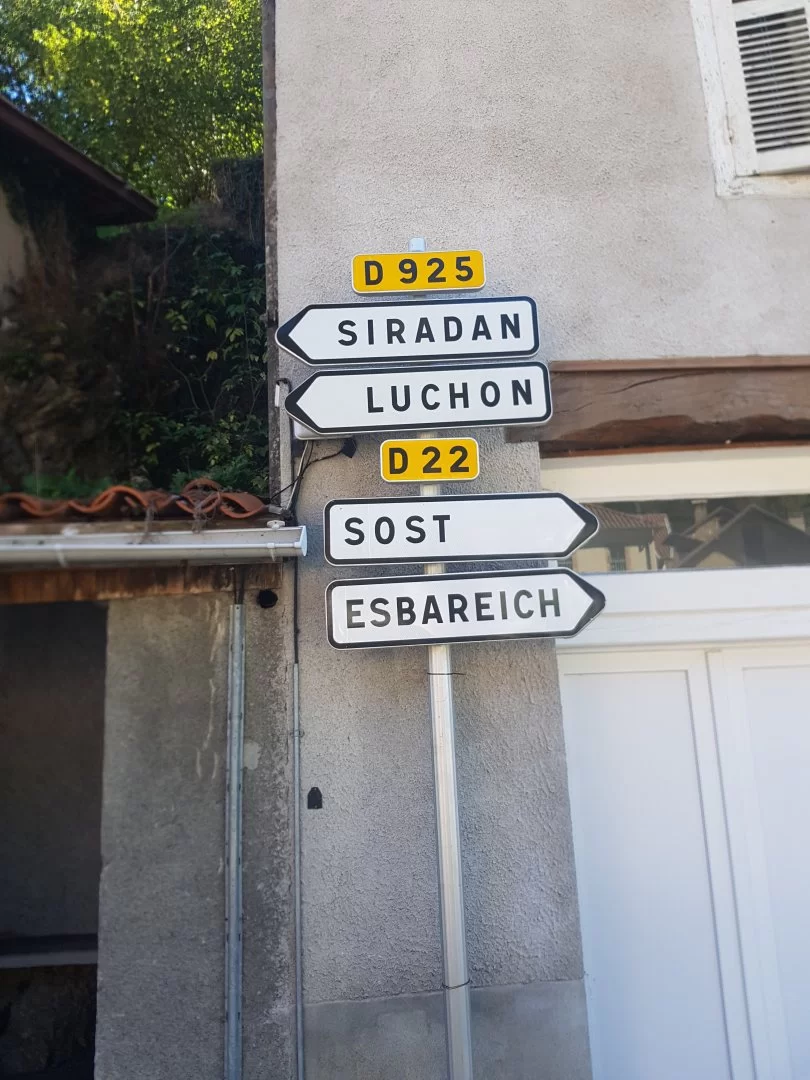 D 925
SIRADAN
LUCHON
D 22
SOST
ESBAREICH